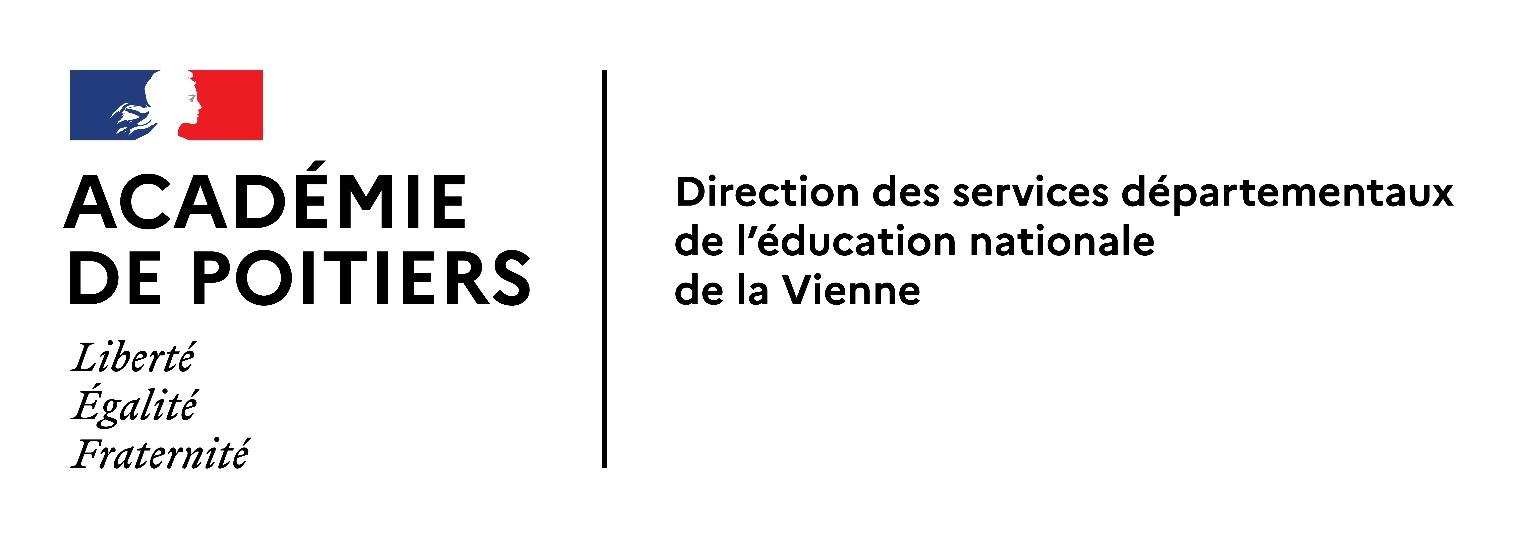 ACADÉMIE
DE POITIERS
Liberté
Égalité
Fraternité
Direction des services départementaux
de l’éducation nationale
de la Vienne